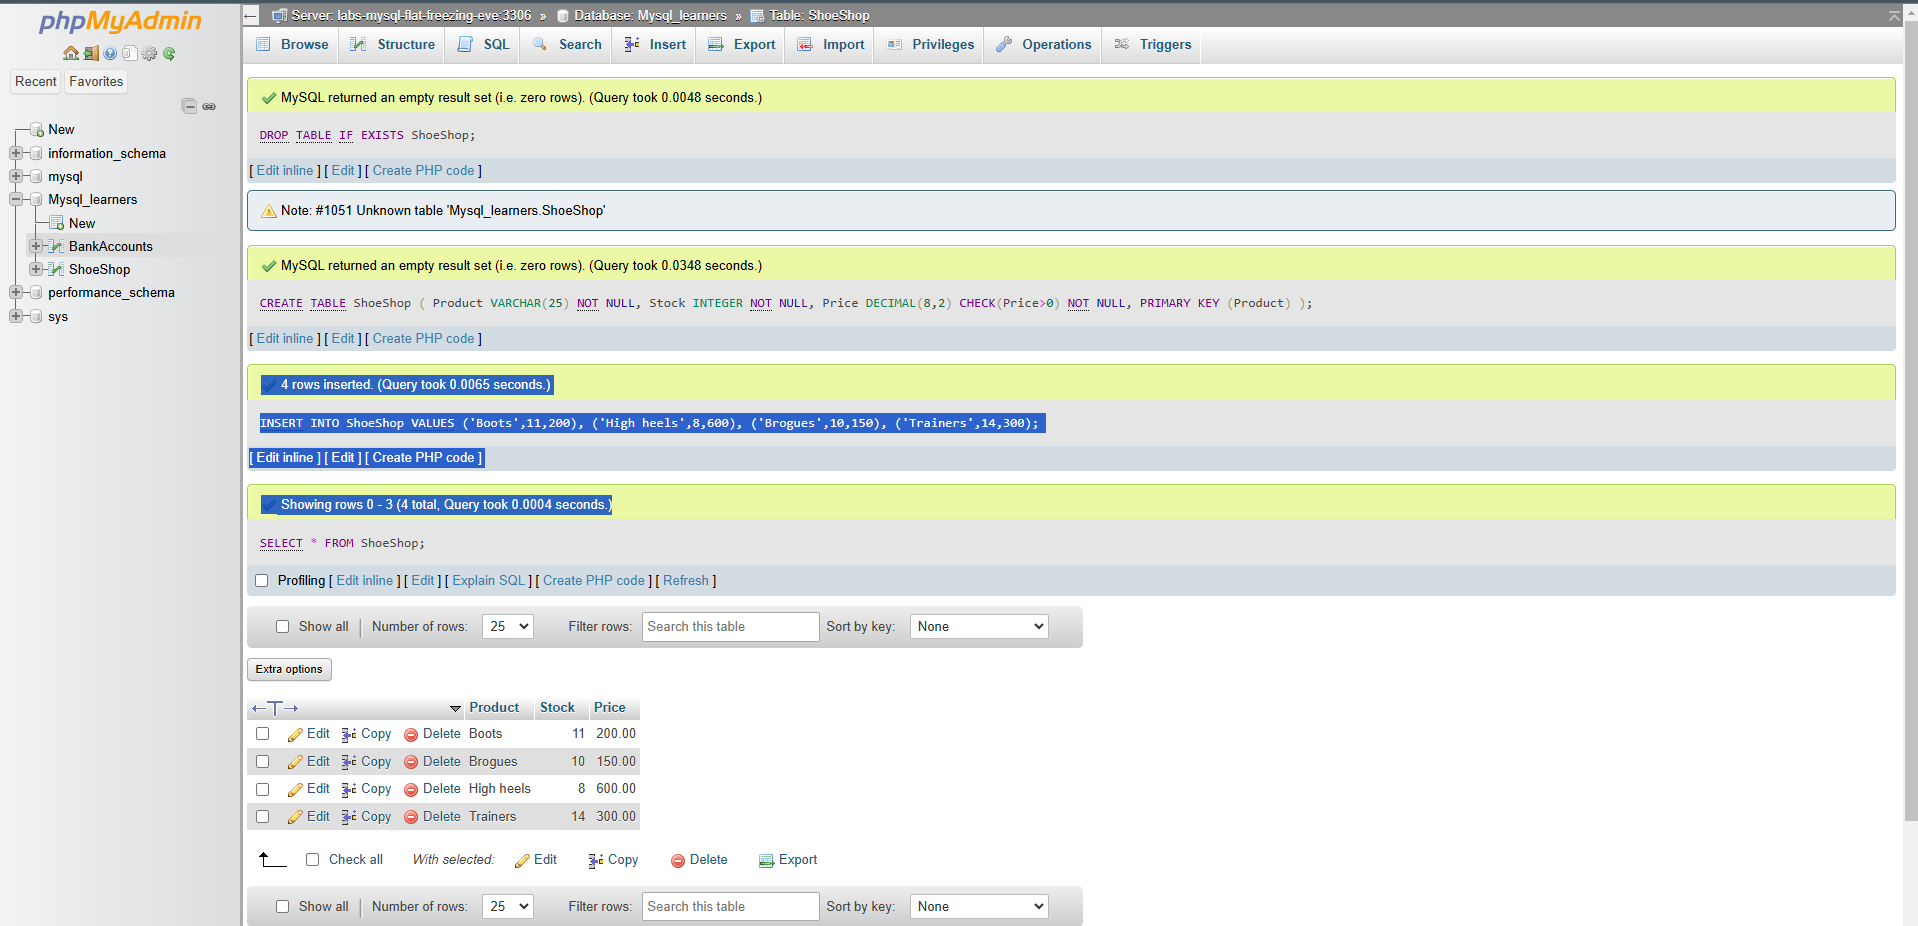 phpMyAdmin
Recent Favorites
New
information_schema
mysql
Mysql_learners
New
BankAccounts
ShoeShop
performance_schema
sys
Server: labs-mysql-flat-freezing-eve:3306 » Database: Mysql_learners » Table: ShoeShop
Browse Structure SQL Search Insert Export Import Privileges Operations Triggers
MySQL returned an empty result set (i.e. zero rows). (Query took 0.0048 seconds.)
DROP TABLE IF EXISTS ShoeShop;
[ Edit inline ] [ Edit ] [ Create PHP code ]
Note: #1051 Unknown table 'Mysql_learners.ShoeShop'
MySQL returned an empty result set (i.e. zero rows). (Query took 0.0348 seconds.)
CREATE TABLE ShoeShop ( Product VARCHAR(25) NOT NULL, Stock INTEGER NOT NULL, Price DECIMAL(8,2) CHECK(Price>0) NOT NULL, PRIMARY KEY (Product) );
[ Edit inline ] [ Edit ] [ Create PHP code ]
4 rows inserted. (Query took 0.0065 seconds.)
INSERT INTO ShoeShop VALUES ('Boots',11,200), ('High heels',8,600), ('Brogues',10,150), ('Trainers',14,300);
[ Edit inline ] [ Edit ] [ Create PHP code ]
Showing rows 0 - 3 (4 total, Query took 0.0004 seconds.)
SELECT * FROM ShoeShop;
Profiling [ Edit inline ] [ Edit ] [ Explain SQL ] [ Create PHP code ] [ Refresh ]
Show all | Number of rows: 25 Filter rows: Search this table Sort by key: None
Extra options
←T→ Product Stock Price
Edit Copy Delete Boots 11 200.00
Edit Copy Delete Brogues 10 150.00
Edit Copy Delete High heels 8 600.00
Edit Copy Delete Trainers 14 300.00
Check all With selected: Edit Copy Delete Export
Show all | Number of rows: 25 Filter rows: Search this table Sort by key: None